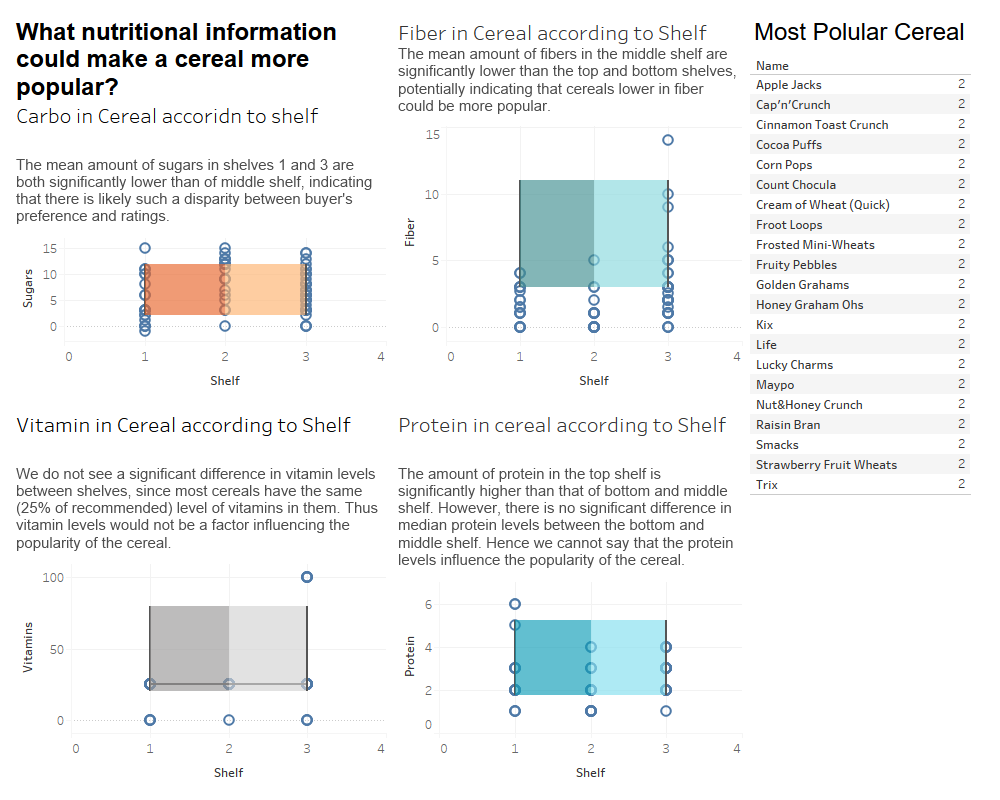 What nutritional information
could make a cereal more
popular?
Carbo in Cereal accoridn to shelf
The mean amount of sugars in shelves 1 and 3 are
both significantly lower than of middle shelf, indicating
that there is likely such a disparity between buyer's
preference and ratings.
15
10
5
0
Sugars
0 1 2 3 4
Shelf
Fiber in Cereal according to Shelf
The mean amount of fibers in the middle shelf are
significantly lower than the top and bottom shelves,
potentially indicating that cereals lower in fiber
could be more popular.
15
10
5
0
Fiber
0 1 2 3 4
Shelf
Vitamin in Cereal according to Shelf
We do not see a significant difference in vitamin levels
between shelves, since most cereals have the same
(25% of recommended) level of vitamins in them. Thus
vitamin levels would not be a factor influencing the
popularity of the cereal.
100
50
0
Vitamins
0 1 2 3 4
Shelf
Protein in cereal according to Shelf
The amount of protein in the top shelf is
significantly higher than that of bottom and middle
shelf. However, there is no significant difference in
median protein levels between the bottom and
middle shelf. Hence we cannot say that the protein
levels influence the popularity of the cereal.
6
4
2
0
Protein
0 1 2 3 4
Shelf
Most Polular Cereal
Name
Apple Jacks 2
Cap'n'Crunch 2
Cinnamon Toast Crunch 2
Cocoa Puffs 2
Corn Pops 2
Count Chocula 2
Cream of Wheat (Quick) 2
Froot Loops 2
Frosted Mini-Wheats 2
Fruity Pebbles 2
Golden Grahams 2
Honey Graham Ohs 2
Kix 2
Life 2
Lucky Charms 2
Maypo 2
Nut&Honey Crunch 2
Raisin Bran 2
Smacks 2
Strawberry Fruit Wheats 2
Trix 2